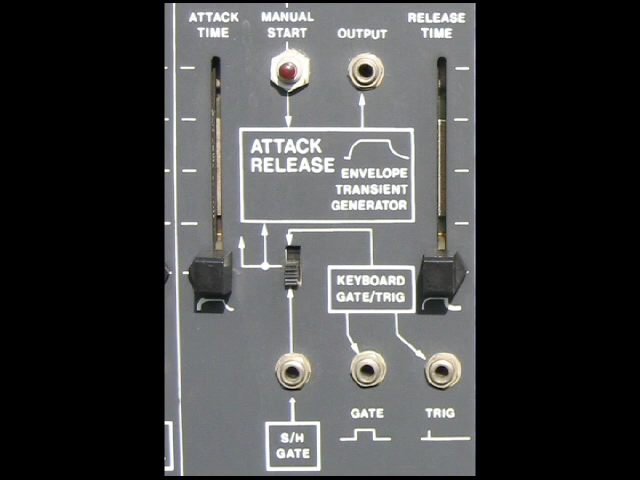 ATTACK
TIME
MANUAL
START
OUTPUT
RELEASE
TIME
ATTACK
RELEASE
ENVELOPE
TRANSIENT
GENERATOR
KEYBOARD
GATE/TRIG
GATE
TRIG
S/H
GATE